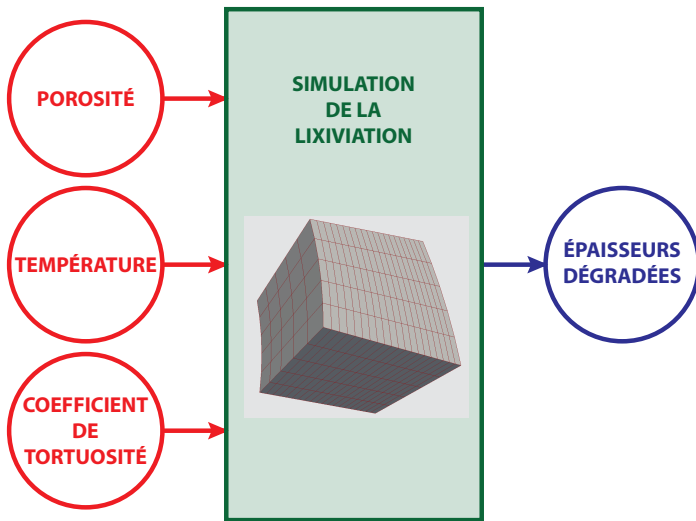 POROSITÉ
TEMPÉRATURE
COEFFICIENT
DE
TORTUOSITÉ
SIMULATION
DE LA
LIXIVIATION
ÉPAISSEURS
DÉGRADÉES